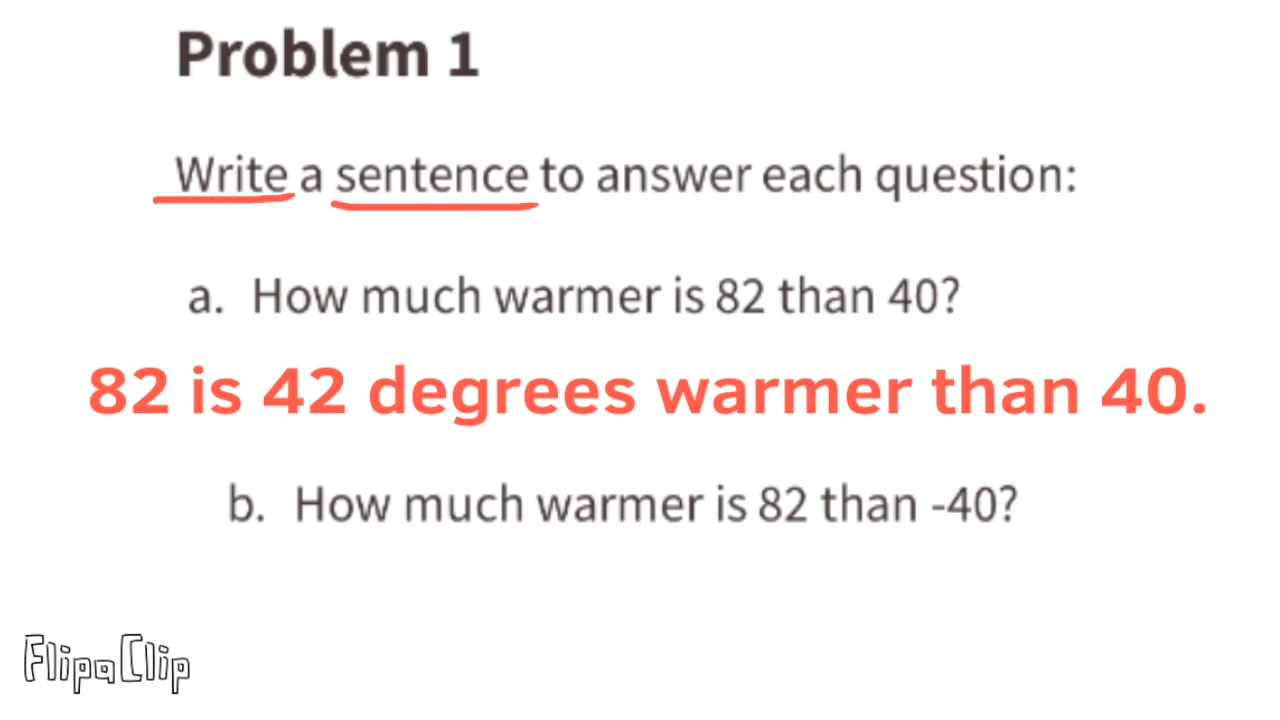 Problem 1
Write a sentence to answer each question:
a. How much warmer is 82 than 40?
82 is 42 degrees warmer than 40.
b. How much warmer is 82 than -40?
FlipaClip